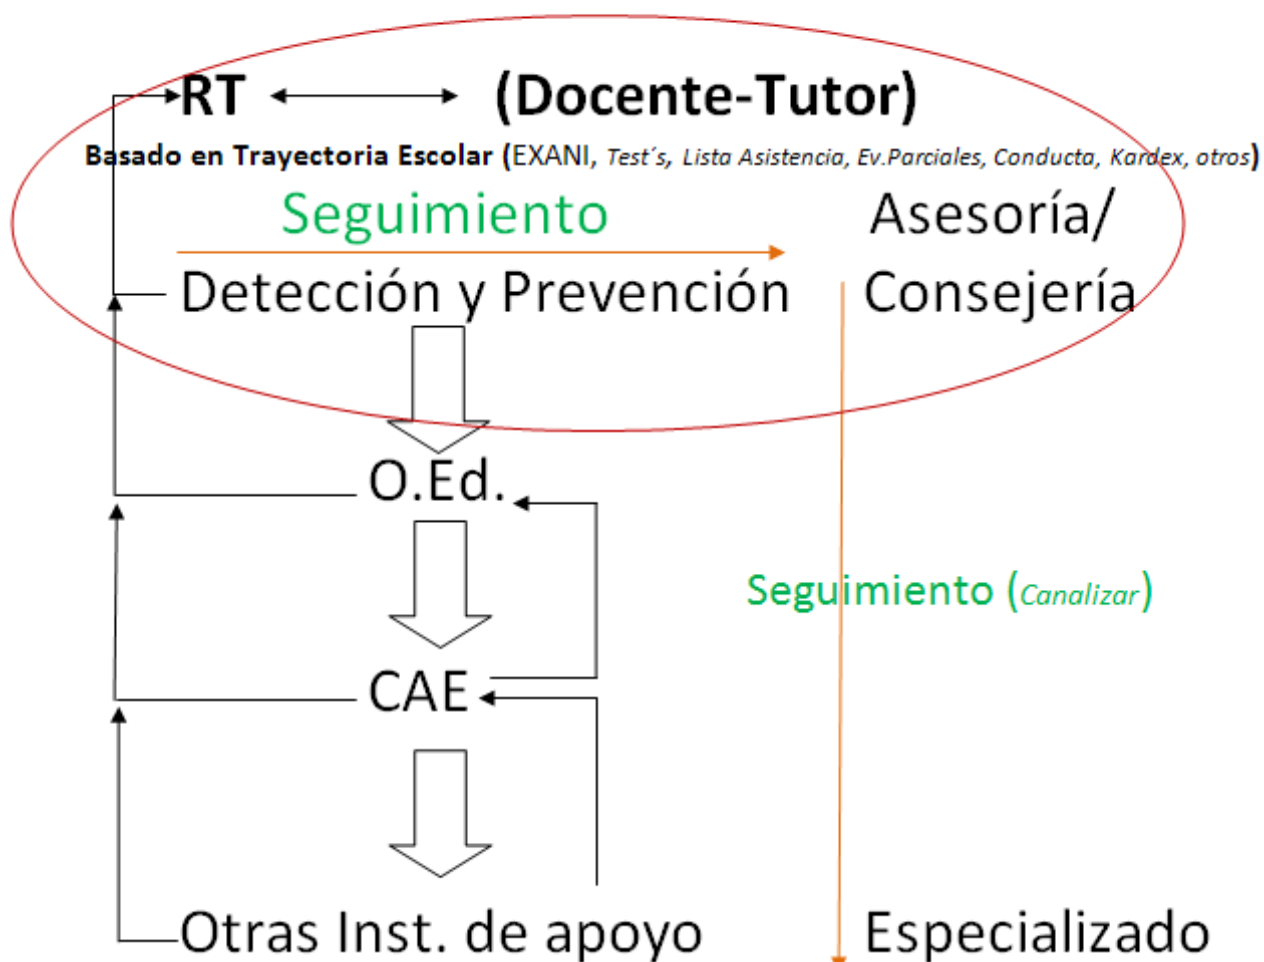 RT (Docente-Tutor)
Basado en Trayectoria Escolar (EXANI, Test´s, Lista Asistencia, Ev.Parciales, Conducta, Kardex, otros)
Seguimiento Asesoría/
Detección y Prevención Consejería
O.Ed.
Seguimiento (Canalizar)
CAE
Otras Inst. de apoyo Especializado